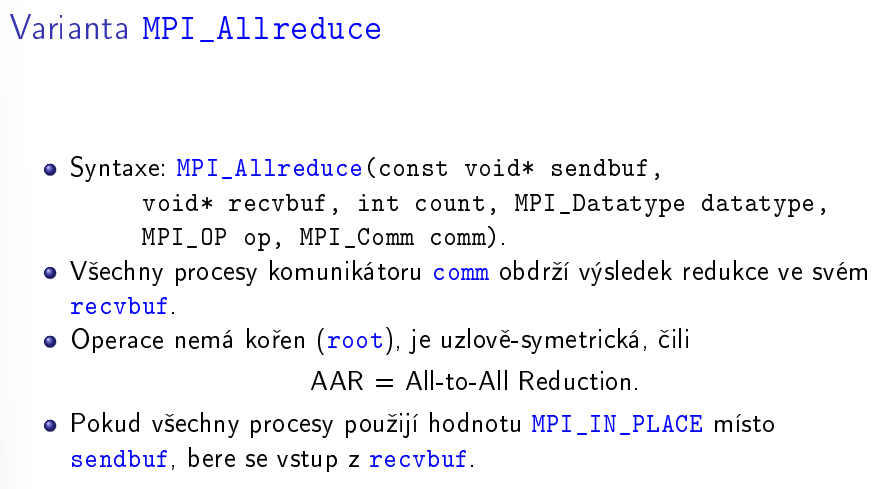 Varianta MPI_Allreduce
Syntaxe: MPI_Allreduce(const void* sendbuf,
void* recvbuf, int count, MPI_Datatype datatype,
MPI_OP op, MPI_Comm comm).
Všechny procesy komunikátoru comm obdrží výsledek redukce ve svém
recvbuf.
Operace nemá kořen (root), je uzlově-symetrická, čili
AAR = All-to-All Reduction.
Pokud všechny procesy použijí hodnotu MPI_IN_PLACE místo
sendbuf, bere se vstup z recvbuf.